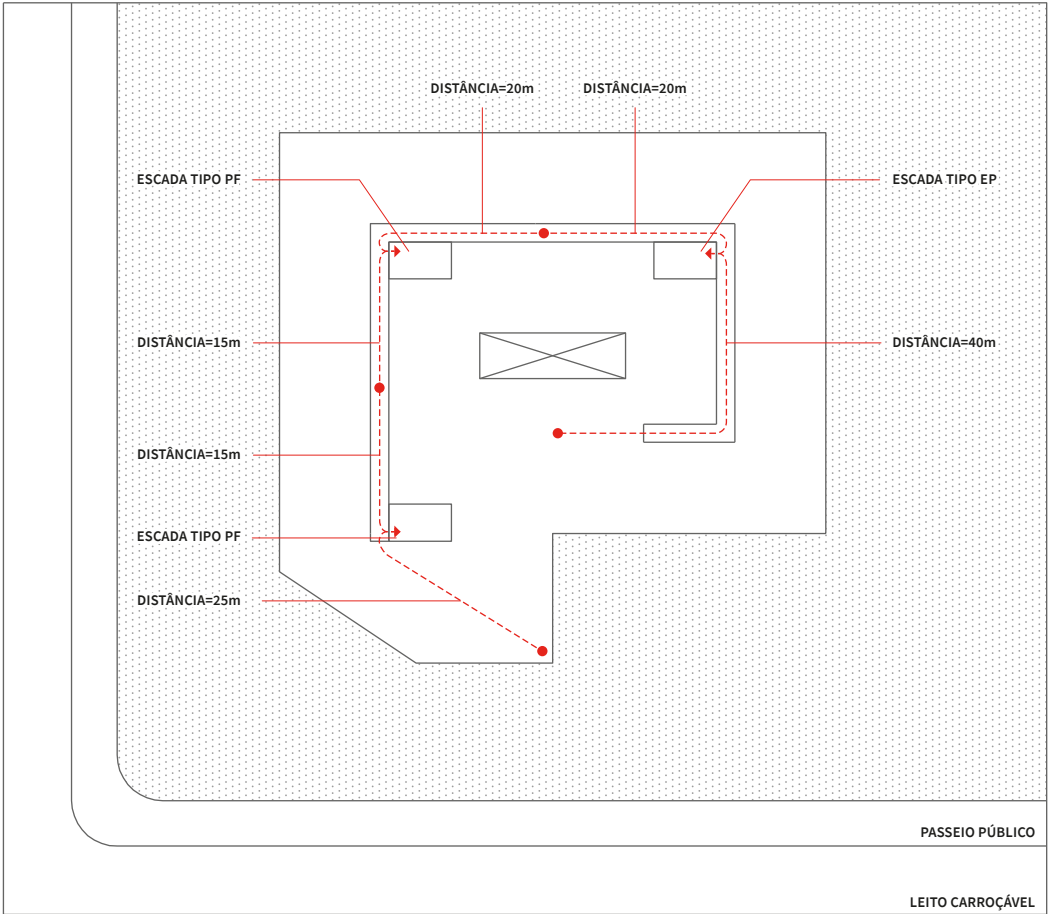 DISTÂNCIA=20m
DISTÂNCIA=20m
ESCADA TIPO PF
ESCADA TIPO EP
DISTÂNCIA=15m
DISTÂNCIA=40m
DISTÂNCIA=15m
ESCADA TIPO PF
DISTÂNCIA=25m
PASSEIO PÚBLICO
LEITO CARROÇÁVEL